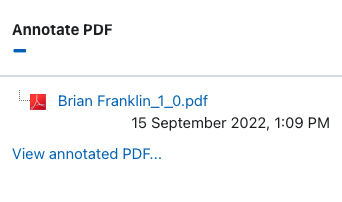 Annotate PDF
Brian Franklin_1_0.pdf
15 September 2022, 1:09 PM
View annotated PDF...